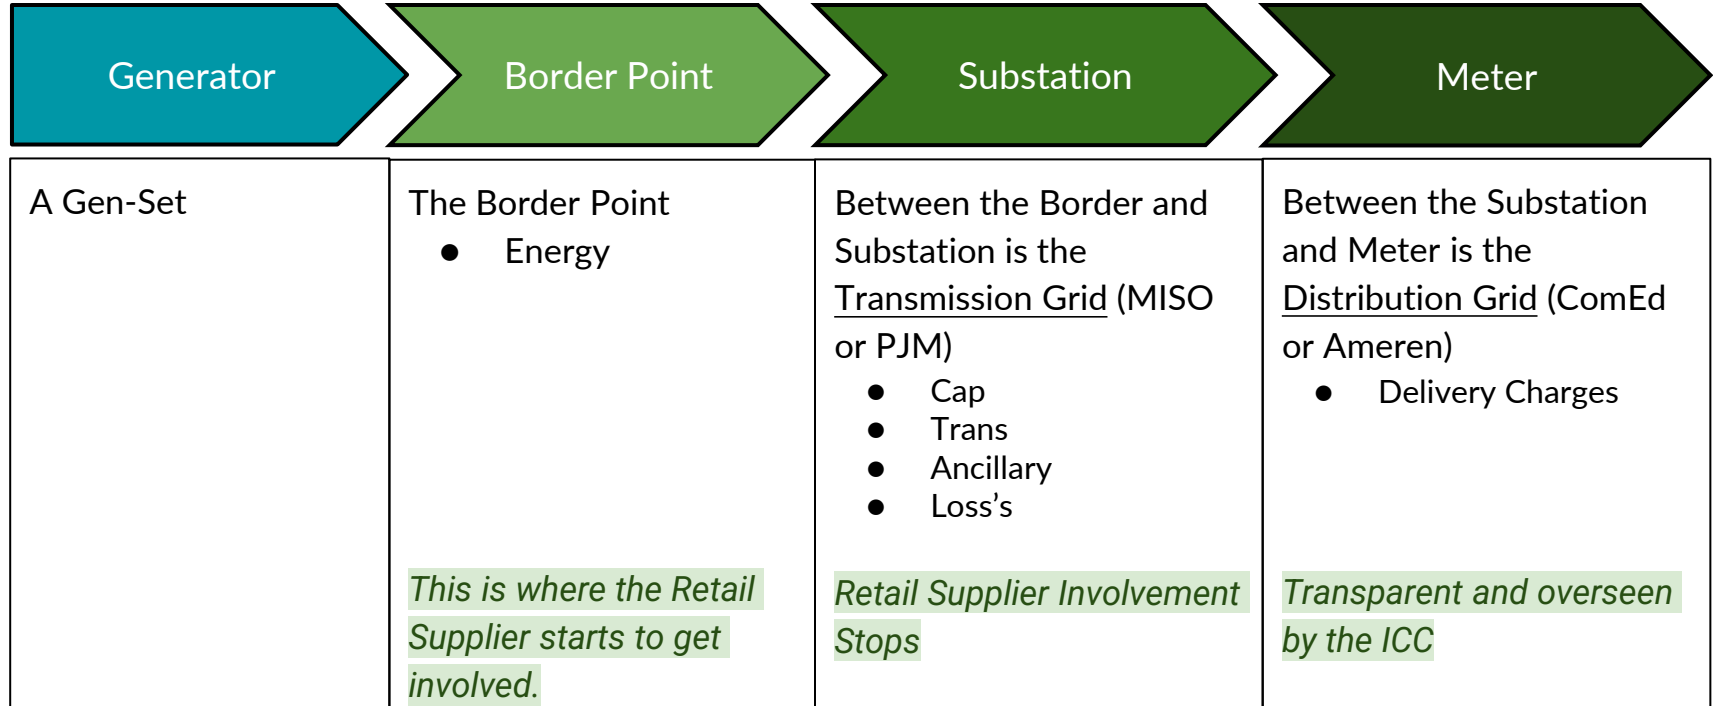 Generator
Border Point
Substation
Meter
A Gen-Set
The Border Point
● Energy
This is where the Retail
Supplier starts to get
involved.
Between the Border and
Substation is the
Transmission Grid (MISO
or PJM)
● Cap
● Trans
● Ancillary
● Loss’s
Retail Supplier Involvement
Stops
Between the Substation
and Meter is the
Distribution Grid (ComEd
or Ameren)
● Delivery Charges
Transparent and overseen
by the ICC